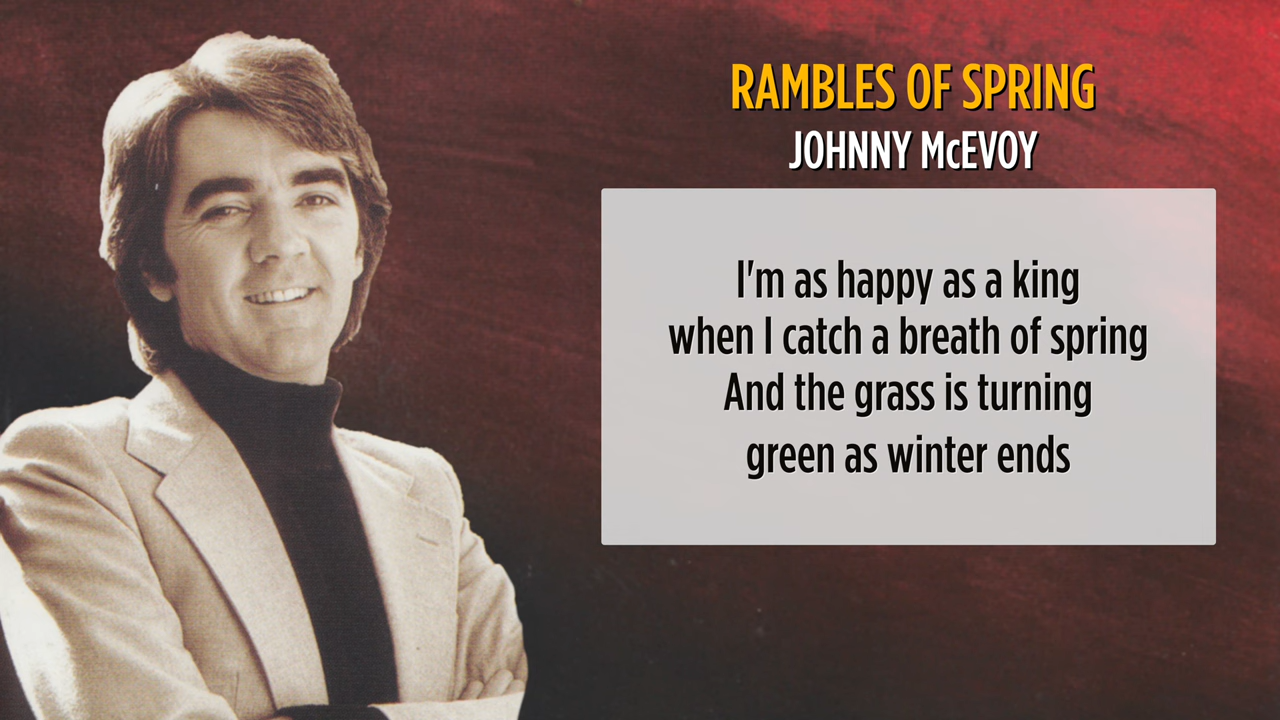 RAMBLES OF SPRING
JOHNNY McEVOY
I'm as happy as a king
when I catch a breath of spring
And the grass is turning
green as winter ends